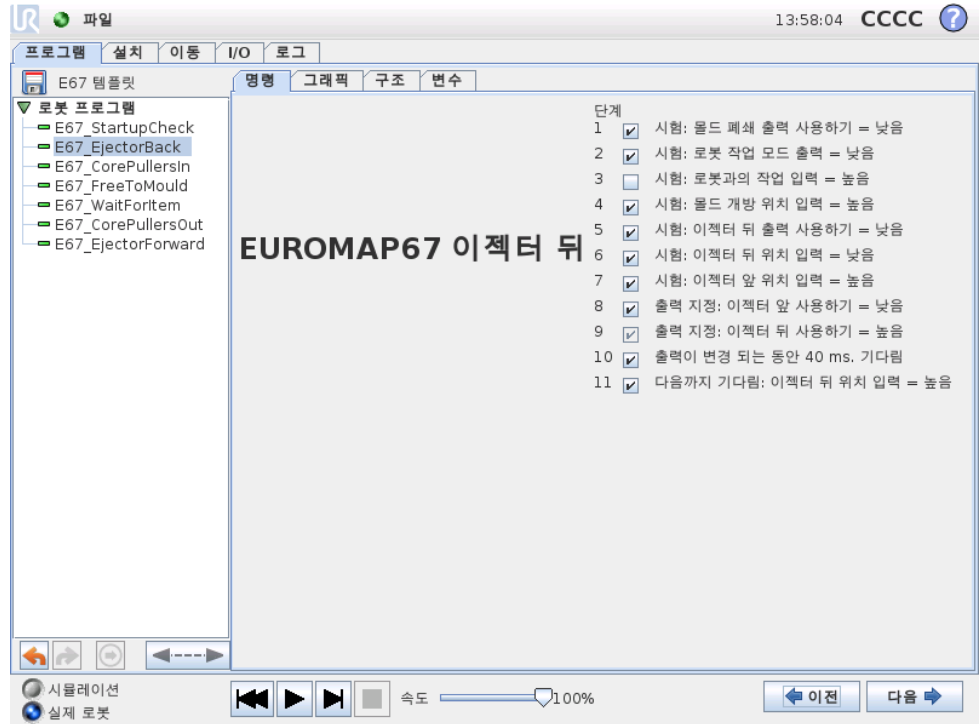 UR 파일 13:58:04 CCCC ?
프로그램 설치 이동 I/O 로그
E67 템플릿
명령 그래픽 구조 변수
로봇 프로그램
E67_StartupCheck
E67_EjectorBack
E67_CorePullersIn
E67_FreeToMould
E67_WaitForItem
E67_CorePullersOut
E67_EjectorForward
EUROMAP67 이젝터 뒤
단계
1 시험: 몰드 폐쇄 출력 사용하기 = 낮음
2 시험: 로봇 작업 모드 출력 = 낮음
3 시험: 로봇과의 작업 입력 = 높음
4 시험: 몰드 개방 위치 입력 = 높음
5 시험: 이젝터 뒤 출력 사용하기 = 낮음
6 시험: 이젝터 뒤 위치 입력 = 낮음
7 시험: 이젝터 앞 위치 입력 = 높음
8 출력 지정: 이젝터 앞 사용하기 = 낮음
9 출력 지정: 이젝터 뒤 사용하기 = 높음
10 출력이 변경 되는 동안 40 ms. 기다림
11 다음까지 기다림: 이젝터 뒤 위치 입력 = 높음
시뮬레이션
실제 로봇
속도 100%
이전 다음